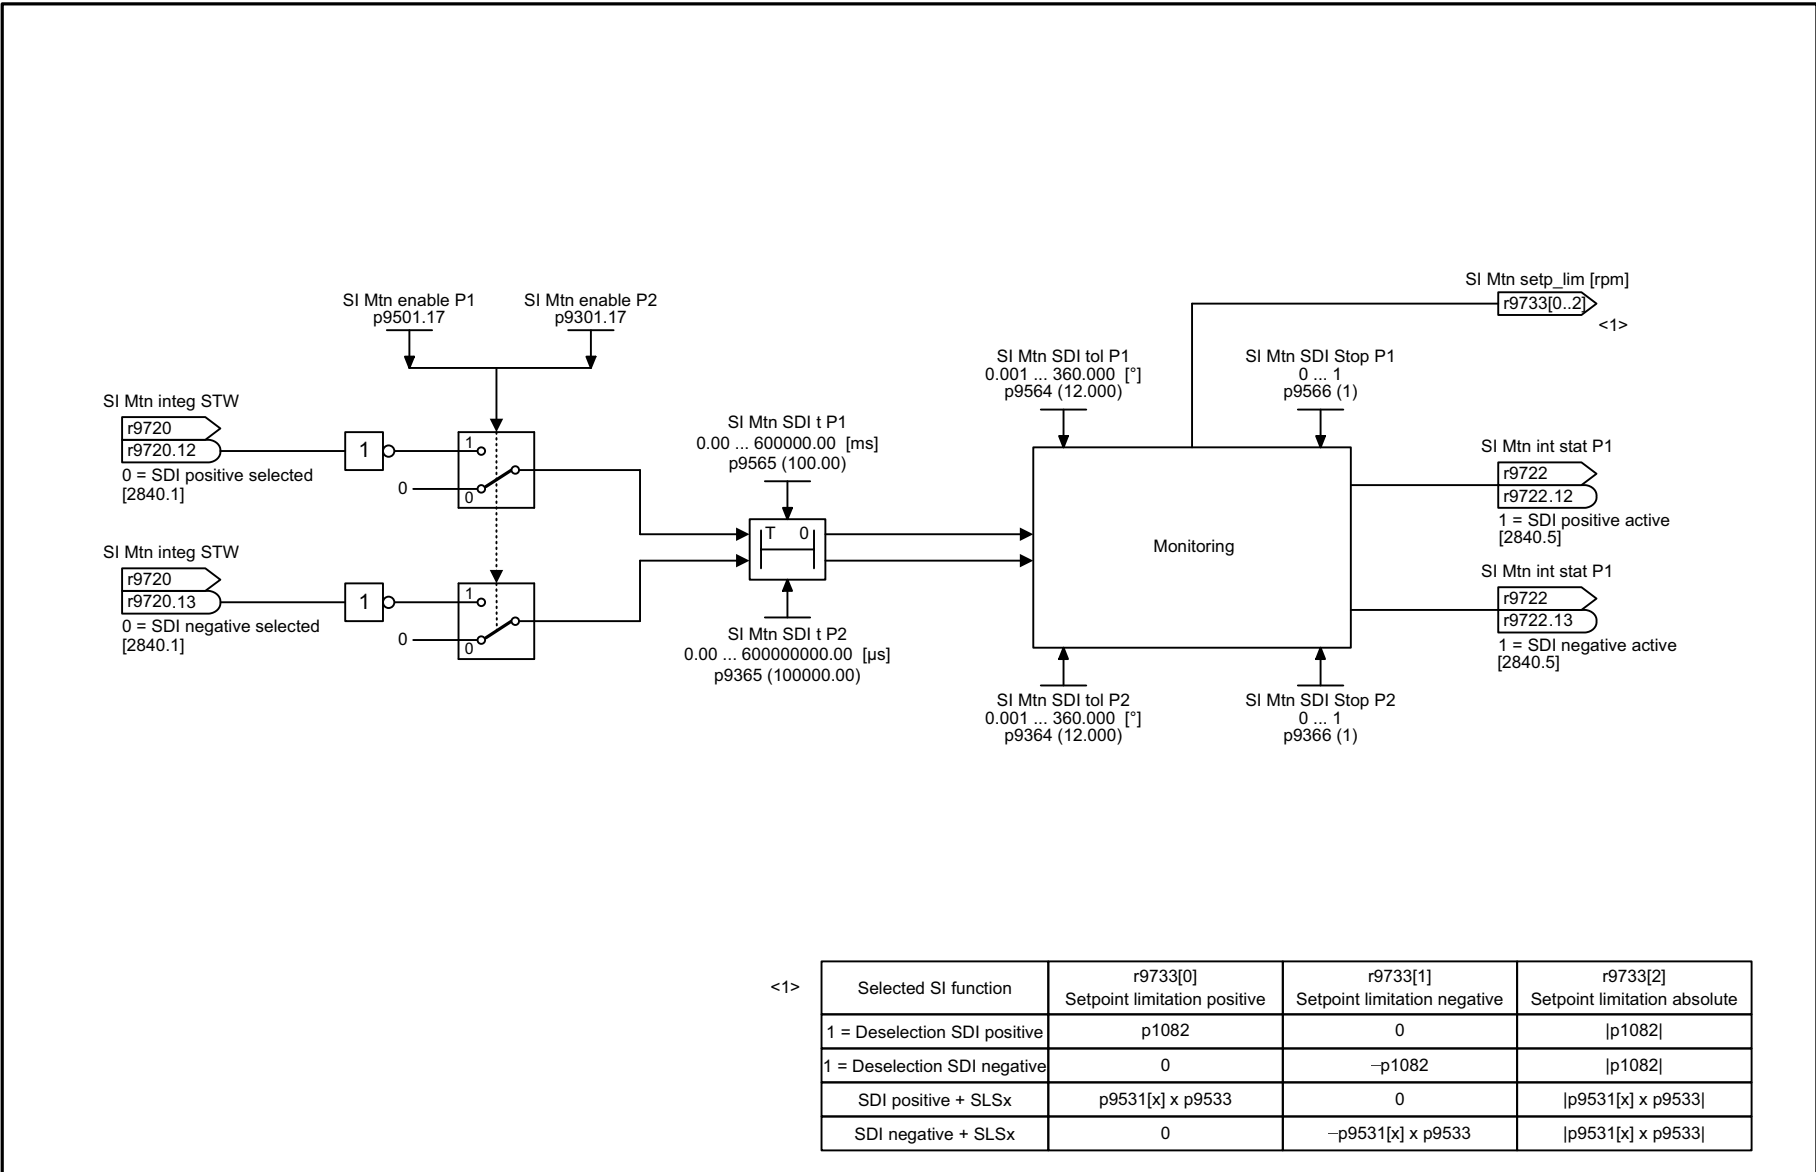 SI Mtn setp_lim [rpm]
r9733[0..2]
<1>
SI Mtn enable P1
p9501.17
SI Mtn enable P2
p9301.17
SI Mtn SDI tol P1
0.001 ... 360.000 [°]
p9564 (12.000)
SI Mtn SDI Stop P1
0 ... 1
p9566 (1)
SI Mtn integ STW
r9720
r9720.12
0 = SDI positive selected
[2840.1]
1
1
0
0
SI Mtn SDI t P1
0.00 ... 600000.00 [ms]
p9565 (100.00)
SI Mtn int stat P1
r9722
r9722.12
1 = SDI positive active
[2840.5]
T 0
Monitoring
SI Mtn integ STW
r9720
r9720.13
0 = SDI negative selected
[2840.1]
1
1
0
0
SI Mtn int stat P1
r9722
r9722.13
1 = SDI negative active
[2840.5]
SI Mtn SDI t P2
0.00 ... 600000000.00 [µs]
p9365 (100000.00)
SI Mtn SDI tol P2
0.001 ... 360.000 [°]
p9364 (12.000)
SI Mtn SDI Stop P2
0 ... 1
p9366 (1)
<1>
Selected SI function
r9733[0]
Setpoint limitation positive
r9733[1]
Setpoint limitation negative
r9733[2]
Setpoint limitation absolute
1 = Deselection SDI positive p1082 0 |p1082|
1 = Deselection SDI negative 0 –p1082 |p1082|
SDI positive + SLSx p9531[x] x p9533 0 |p9531[x] x p9533|
SDI negative + SLSx 0 –p9531[x] x p9533 |p9531[x] x p9533|